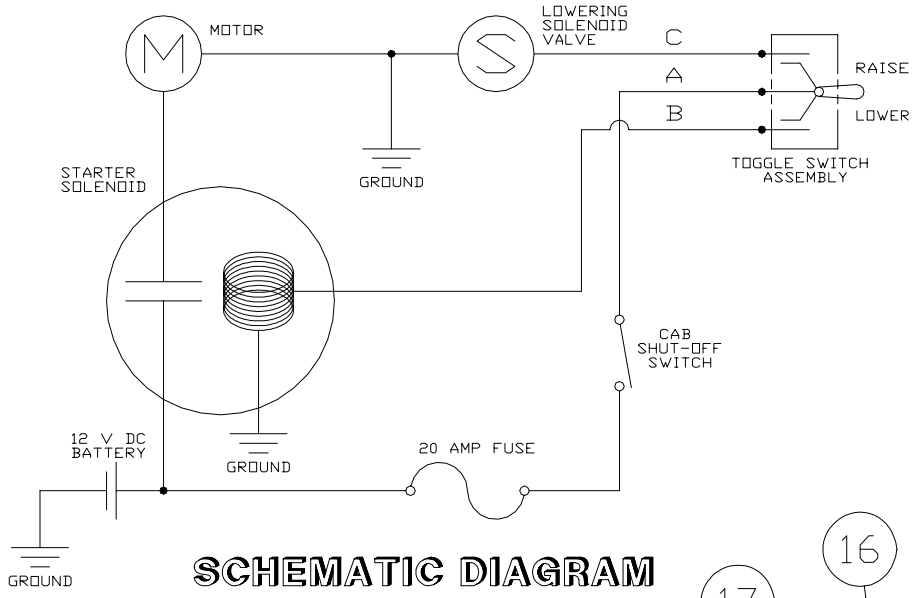 LOWERING
SOLENOID
VALVE
MOTOR
M
S
C
A
B
RAISE
LOWER
TOGGLE SWITCH
ASSEMBLY
GROUND
STARTER
SOLENOID
CAB
SHUT-OFF
SWITCH
12 V DC
BATTERY
20 AMP FUSE
GROUND
GROUND
SCHEMATIC DIAGRAM
16
17